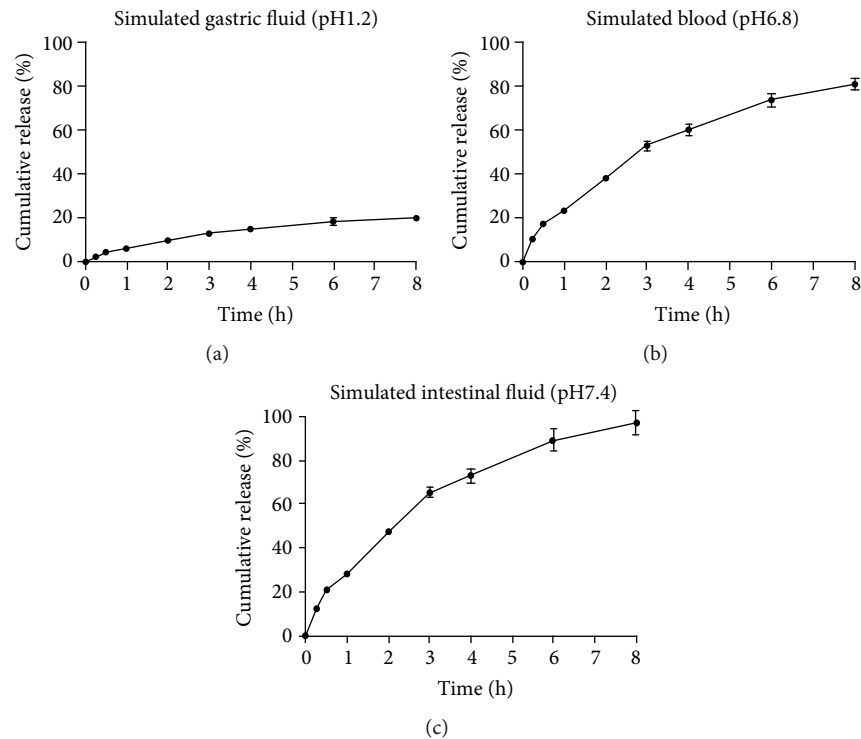 Simulated gastric fluid (pH1.2)
Cumulative release (%)
100
80
60
40
20
0
0 1 2 3 4 5 6 7 8
Time (h)
(a)
Simulated blood (pH6.8)
Cumulative release (%)
100
80
60
40
20
0
0 1 2 3 4 5 6 7 8
Time (h)
(b)
Simulated intestinal fluid (pH7.4)
Cumulative release (%)
100
80
60
40
20
0
0 1 2 3 4 5 6 7 8
Time (h)
(c)